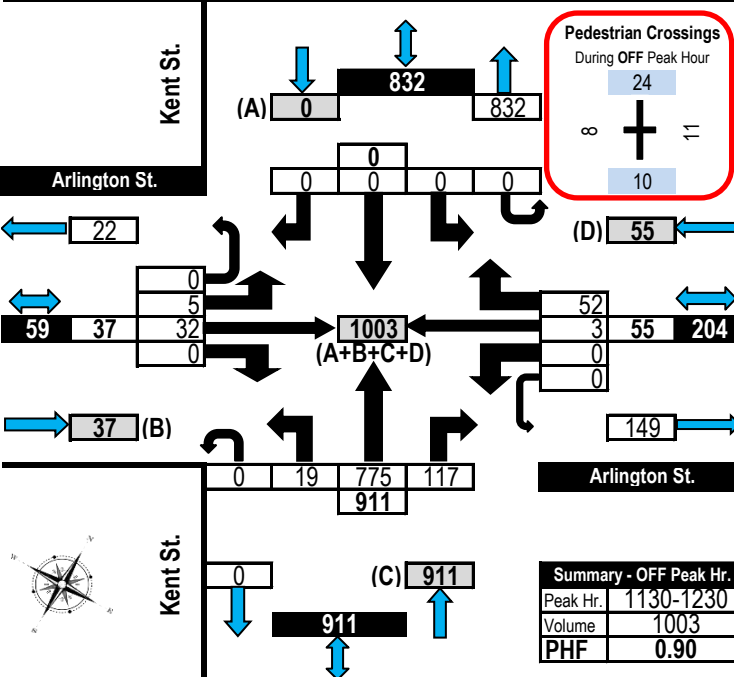 Kent St.
832
(A) 0
832
Pedestrian Crossings
During OFF Peak Hour
24
8
11
10
Arlington St.
0
0 0 0 0
22
(D) 55
0
5
59 37 32
0
1003
(A+B+C+D)
52
3 55 204
0
0
37 (B)
149
0 19 775 117
911
Arlington St.
Kent St.
0
(C) 911
911
Summary - OFF Peak Hr.
Peak Hr. 1130-1230
Volume 1003
PHF 0.90
N
W
E
S